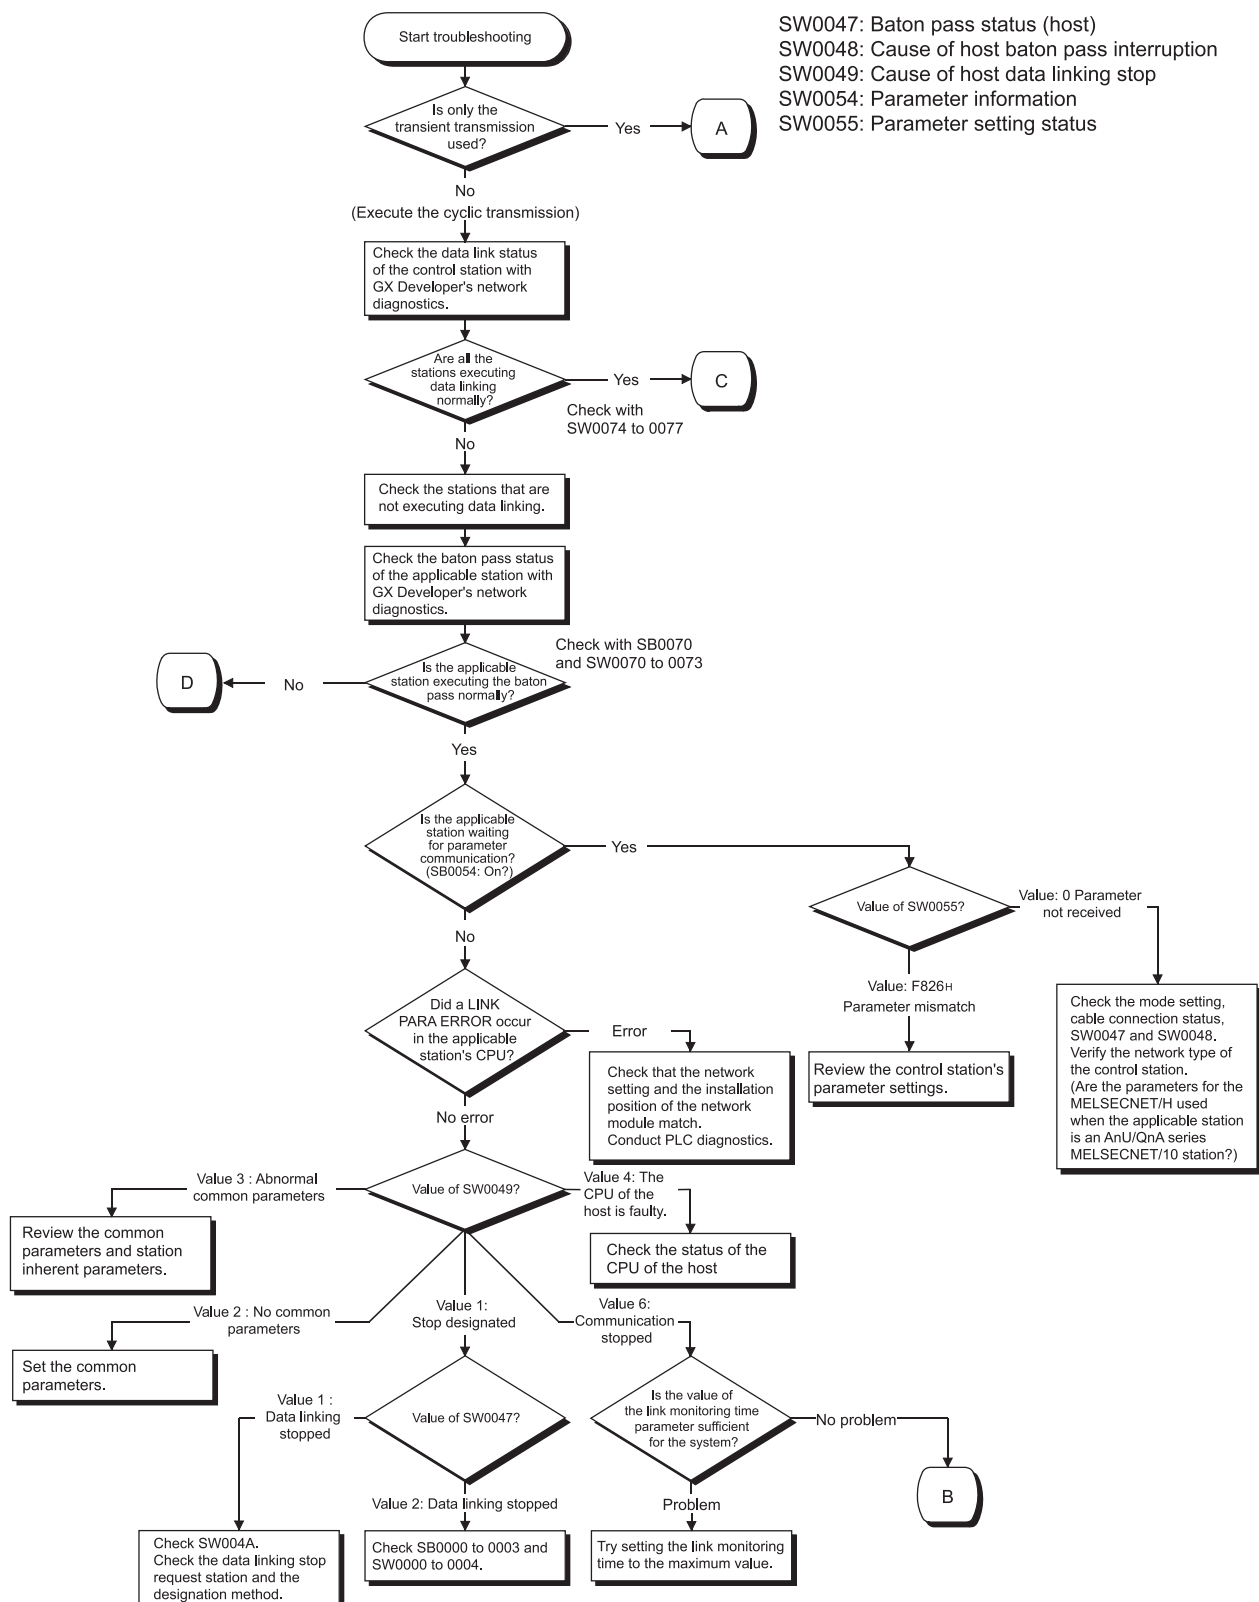 Start troubleshooting
SW0047: Baton pass status (host)
SW0048: Cause of host baton pass interruption
SW0049: Cause of host data linking stop
SW0054: Parameter information
SW0055: Parameter setting status
Is only the
transient transmission
used?
Yes
A
No
(Execute the cyclic transmission)
Check the data link status
of the control station with
GX Developer's network
diagnostics.
Are all the
stations executing
data linking
normally?
Yes
C
Check with
SW0074 to 0077
No
Check the stations that are
not executing data linking.
Check the baton pass status
of the applicable station with
GX Developer's network
diagnostics.
Check with SB0070
and SW0070 to 0073
Is the applicable
station executing the baton
pass normally?
No
D
Yes
Is the applicable
station waiting
for parameter
communication?
(SB0054: On?)
Yes
Value of SW0055?
Value: 0 Parameter
not received
No
Value: F826H
Parameter mismatch
Review the control station's
parameter settings.
Check the mode setting,
cable connection status,
SW0047 and SW0048.
Verify the network type of
the control station.
(Are the parameters for the
MELSECNET/H used
when the applicable station
is an AnU/QnA series
MELSECNET/10 station?)
Did a LINK
PARA ERROR occur
in the applicable
station's CPU?
Error
Check that the network
setting and the installation
position of the network
module match.
Conduct PLC diagnostics.
No error
Value of SW0049?
Value 3 : Abnormal
common parameters
Review the common
parameters and station
inherent parameters.
Value 4: The
CPU of the
host is faulty.
Check the status of the
CPU of the host
Value 2 : No common
parameters
Set the common
parameters.
Value 1:
Stop designated
Value 6:
Communication
stopped
Value of SW0047?
Value 1 :
Data linking
stopped
Check SW004A.
Check the data linking stop
request station and the
designation method.
Value 2: Data linking stopped
Check SB0000 to 0003 and
SW0000 to 0004.
Is the value of
the link monitoring time
parameter sufficient
for the system?
No problem
B
Problem
Try setting the link monitoring
time to the maximum value.